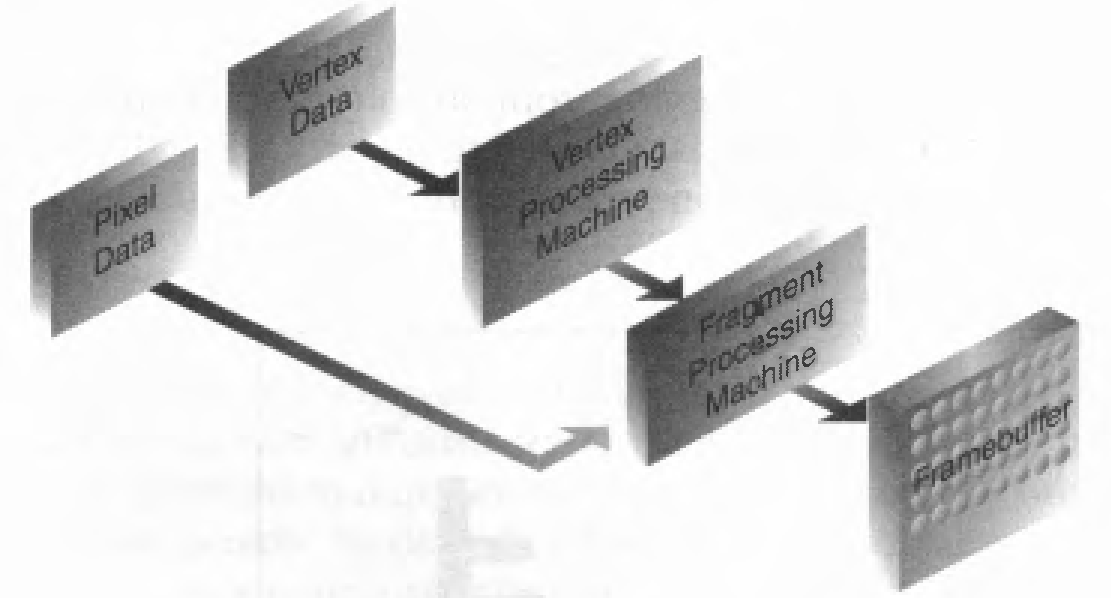 Vertex
Data
Pixel
Data
Vertex
Processing
Machine
Fragment
Processing
Machine
Framebuffer